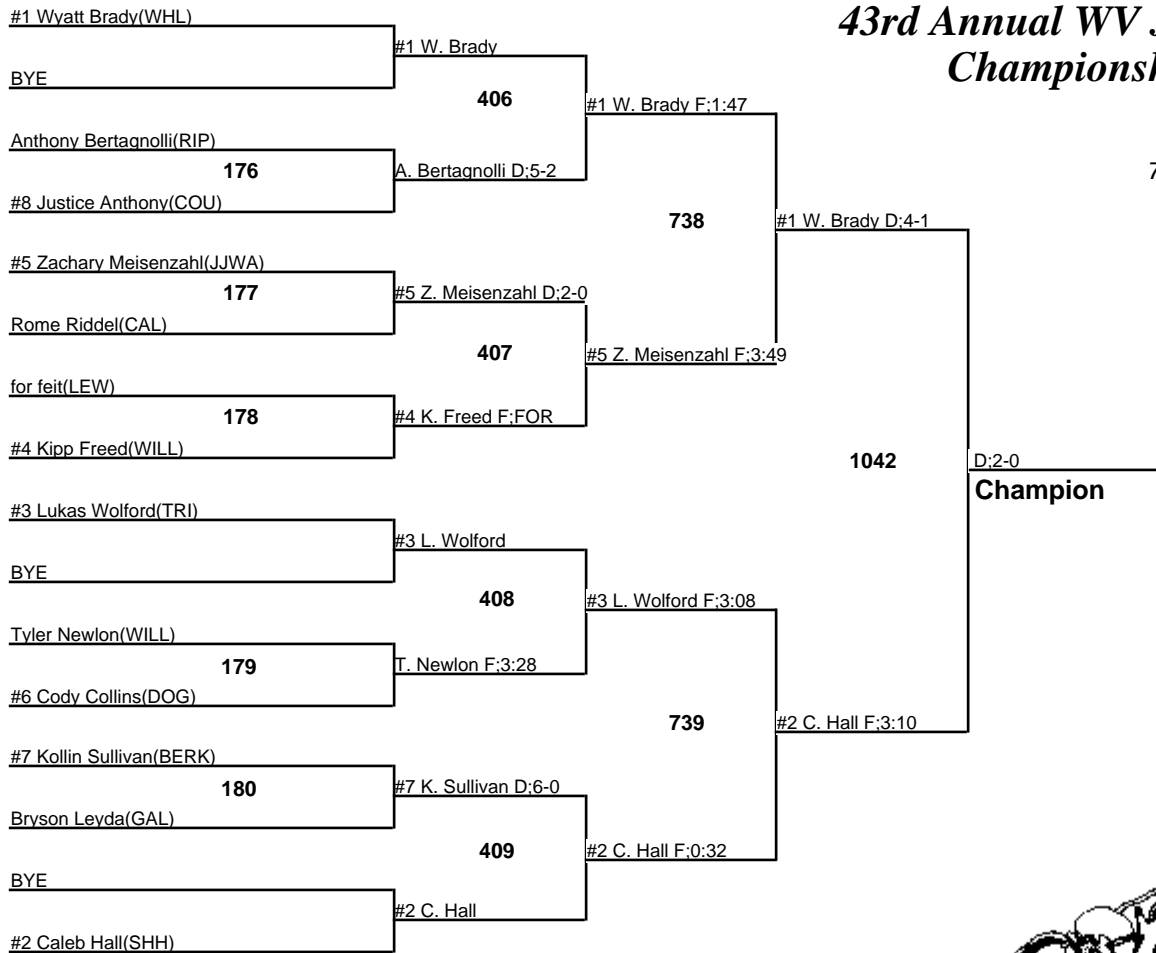 43rd Annual WV
Championsh
7
#1 Wyatt Brady(WHL)
BYE
Anthony Bertagnolli(RIP)
176
#8 Justice Anthony(COU)
#5 Zachary Meisenzahl(JJWA)
177
Rome Riddel(CAL)
for feit(LEW)
178
#4 Kipp Freed(WILL)
#3 Lukas Wolford(TRI)
BYE
Tyler Newlon(WILL)
179
#6 Cody Collins(DOG)
#7 Kollin Sullivan(BERK)
180
Bryson Leyda(GAL)
BYE
#2 Caleb Hall(SHH)
#1 W. Brady
406
A. Bertagnolli D;5-2
#5 Z. Meisenzahl D;2-0
407
#4 K. Freed F;FOR
#3 L. Wolford
408
T. Newlon F;3:28
#7 K. Sullivan D;6-0
409
#2 C. Hall
#1 W. Brady F;1:47
738
#5 Z. Meisenzahl F;3:49
#3 L. Wolford F;3:08
739
#2 C. Hall F;0:32
#1 W. Brady D;4-1
1042
#2 C. Hall F;3:10
D;2-0
Champion